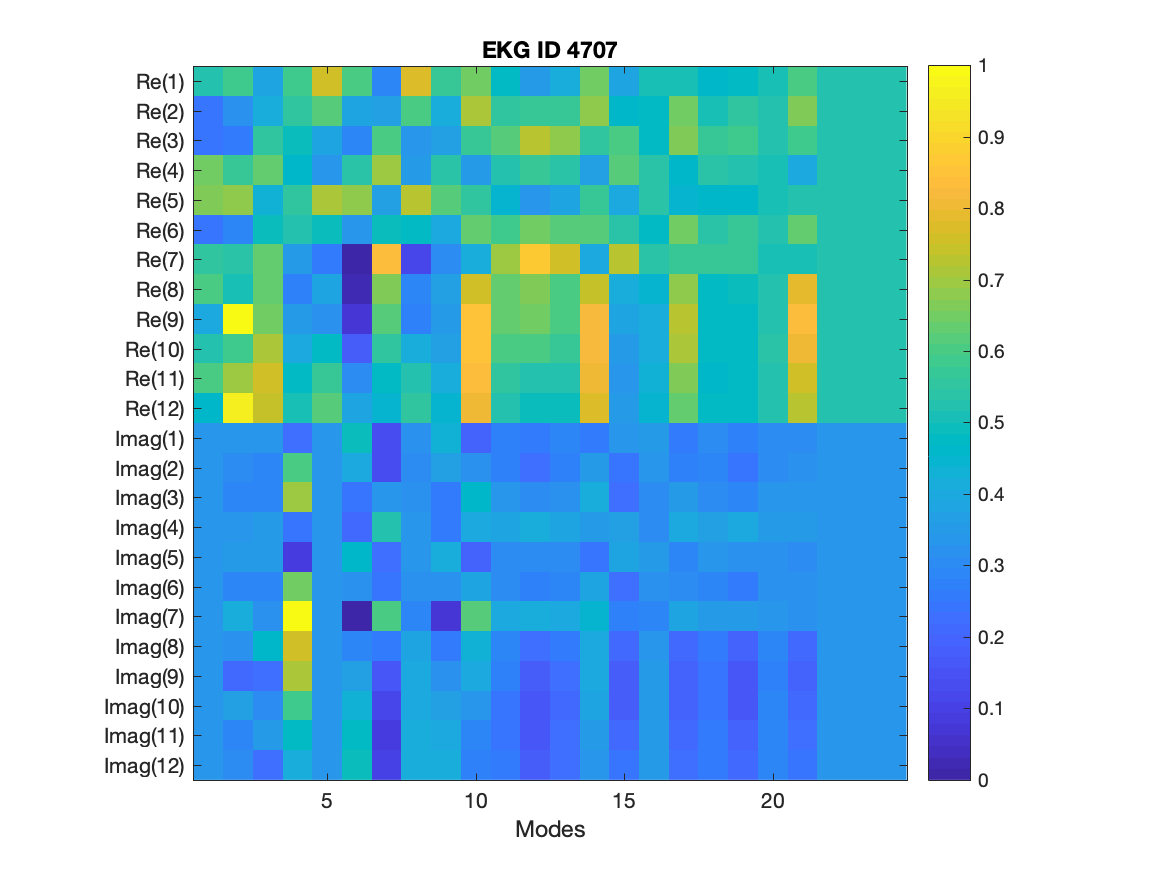 EKG ID 4707
Re(1)
Re(2)
Re(3)
Re(4)
Re(5)
Re(6)
Re(7)
Re(8)
Re(9)
Re(10)
Re(11)
Re(12)
Imag(1)
Imag(2)
Imag(3)
Imag(4)
Imag(5)
Imag(6)
Imag(7)
Imag(8)
Imag(9)
Imag(10)
Imag(11)
Imag(12)
5 10 15 20
Modes
1
0.9
0.8
0.7
0.6
0.5
0.4
0.3
0.2
0.1
0